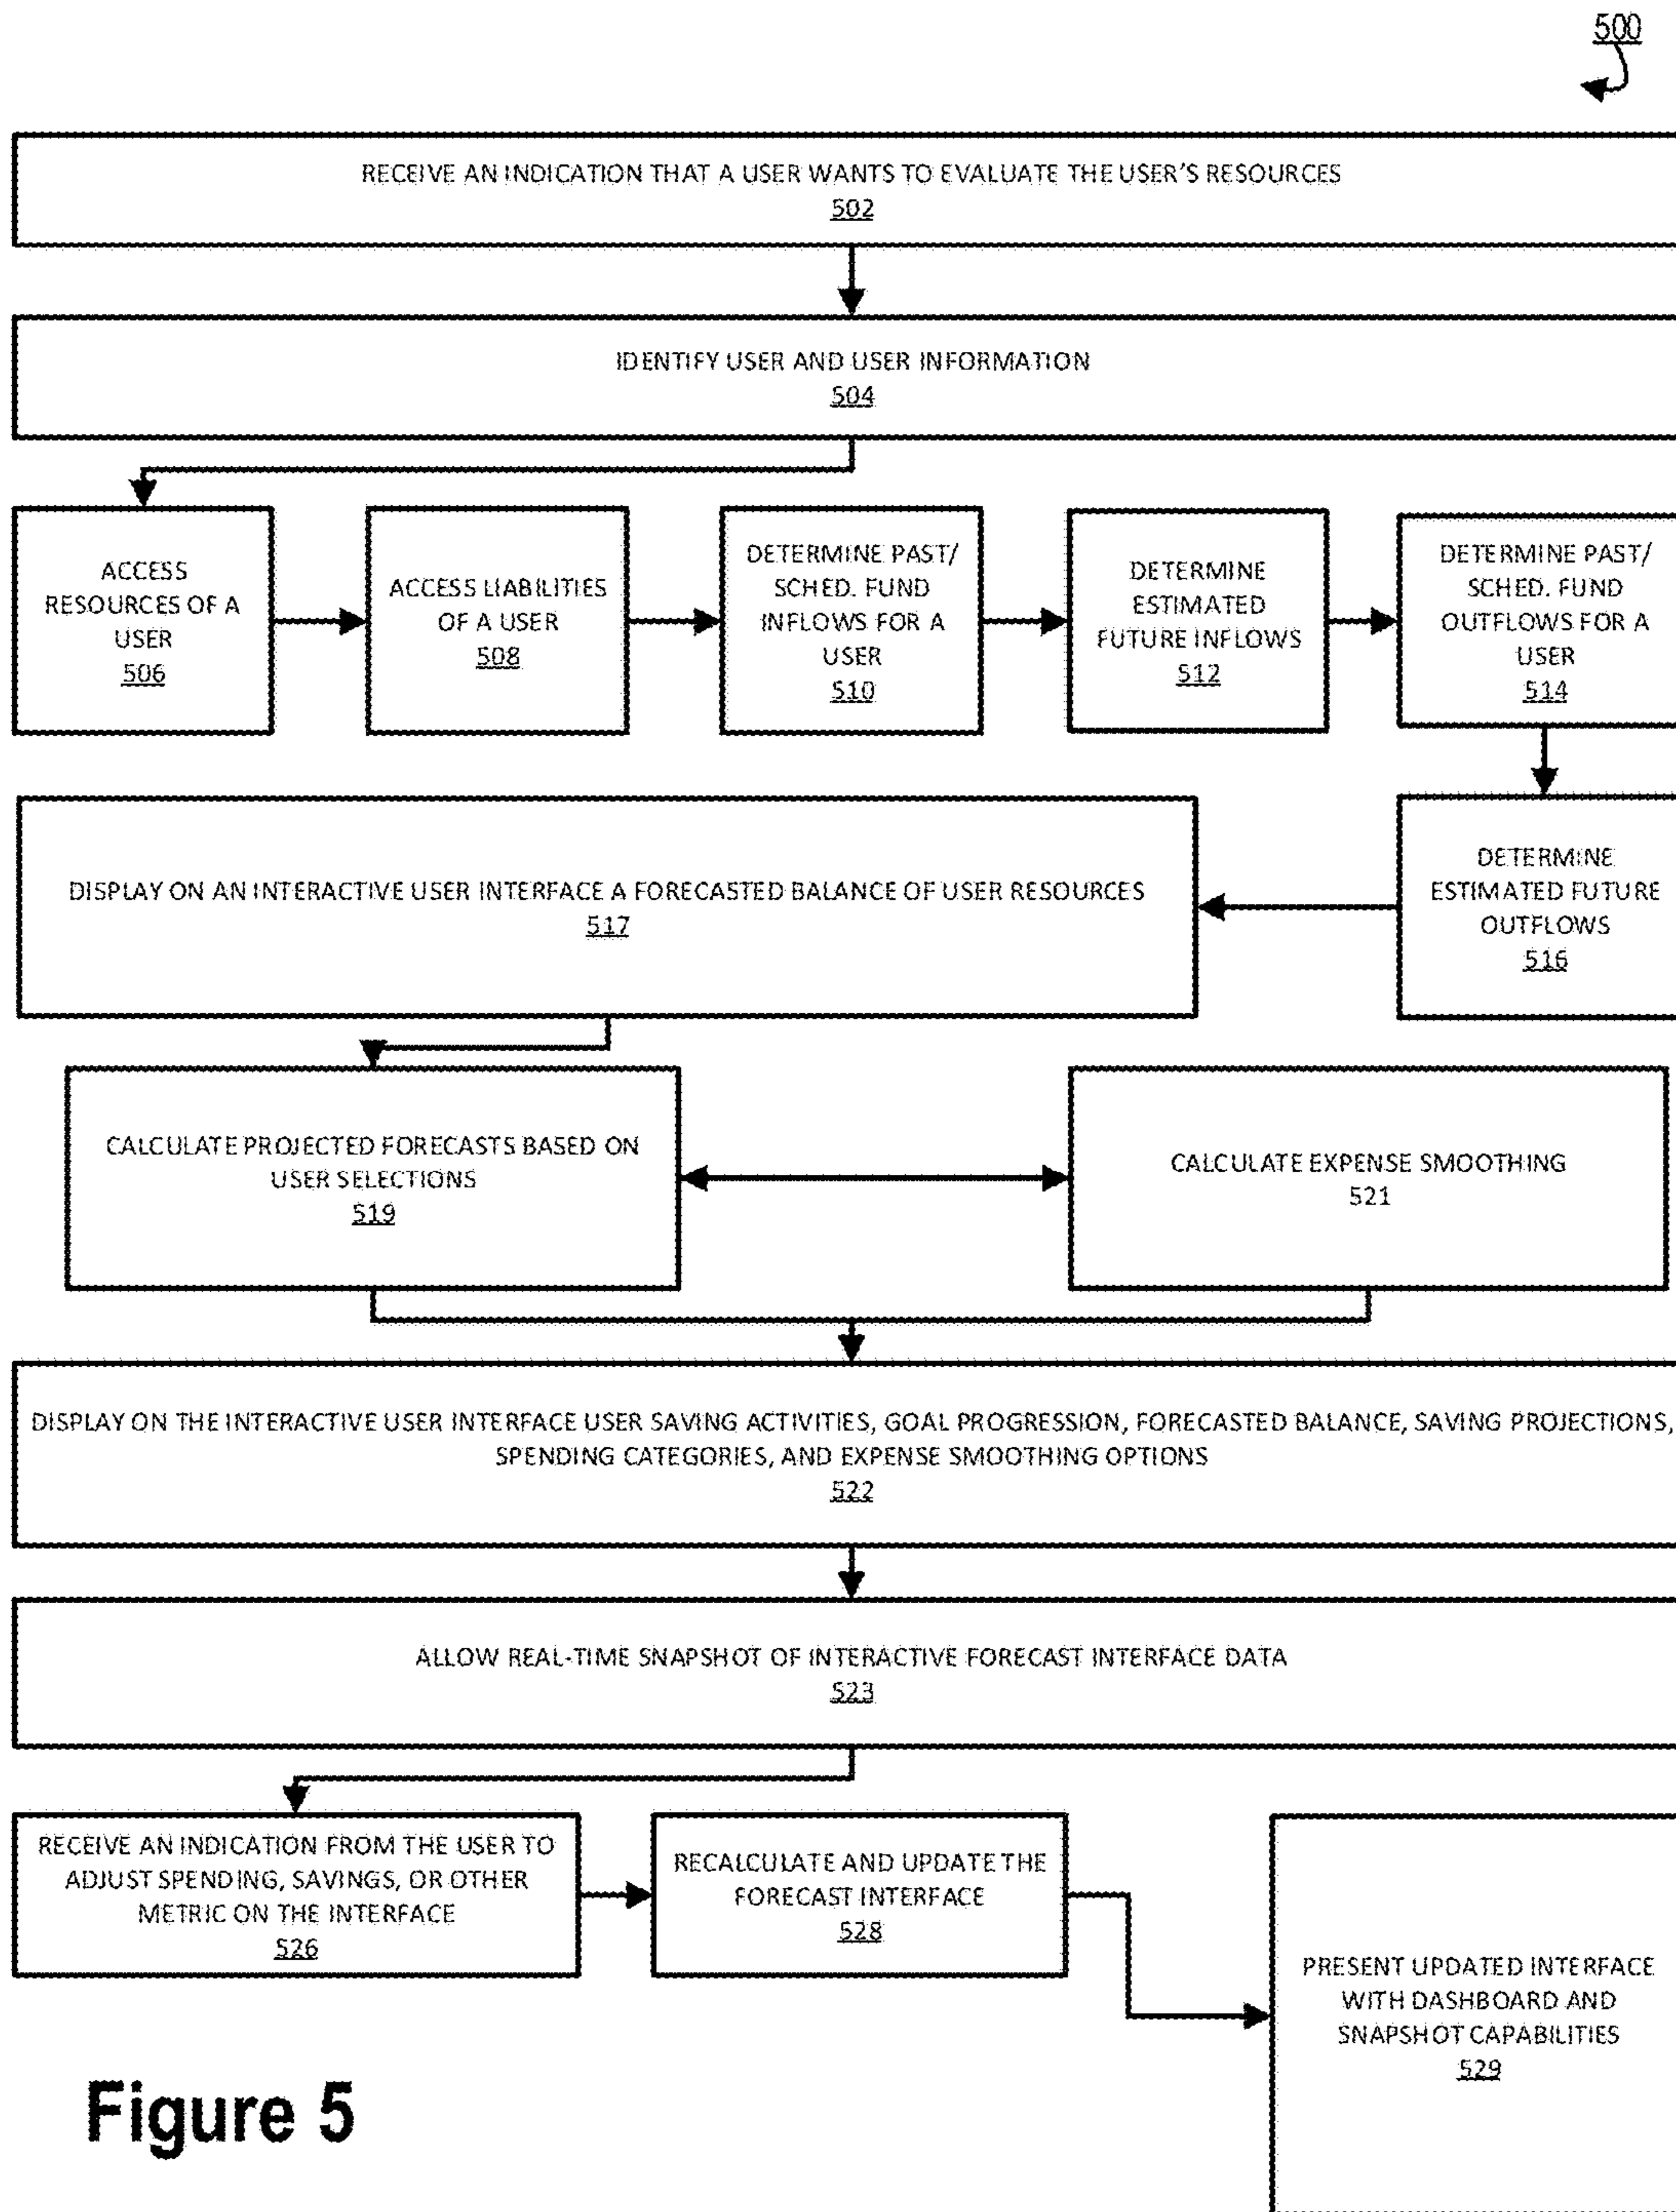 500
RECEIVE AN INDICATION THAT A USER WANTS TO EVALUATE THE USER'S RESOURCES
502
IDENTIFY USER AND USER INFORMATION
504
ACCESS
RESOURCES OF A
USER
506
ACCESS LIABILITIES
OF A USER
508
DETERMINE PAST/
SCHED. FUND
INFLOWS FOR A
USER
510
DETERMINE
ESTIMATED
FUTURE INFLOWS
512
DETERMINE PAST/
SCHED. FUND
OUTFLOWS FOR A
USER
514
DISPLAY ON AN INTERACTIVE USER INTERFACE A FORECASTED BALANCE OF USER RESOURCES
517
DETERMINE
ESTIMATED FUTURE
OUTFLOWS
516
CALCULATE PROJECTED FORECASTS BASED ON
USER SELECTIONS
519
CALCULATE EXPENSE SMOOTHING
521
DISPLAY ON THE INTERACTIVE USER INTERFACE USER SAVING ACTIVITIES, GOAL PROGRESSION, FORECASTED BALANCE, SAVING PROJECTIONS,
SPENDING CATEGORIES, AND EXPENSE SMOOTHING OPTIONS
522
ALLOW REAL-TIME SNAPSHOT OF INTERACTIVE FORECAST INTERFACE DATA
523
RECEIVE AN INDICATION FROM THE USER TO
ADJUST SPENDING, SAVINGS, OR OTHER
METRIC ON THE INTERFACE
526
RECALCULATE AND UPDATE THE
FORECAST INTERFACE
528
PRESENT UPDATED INTERFACE
WITH DASHBOARD AND
SNAPSHOT CAPABILITIES
529
Figure 5